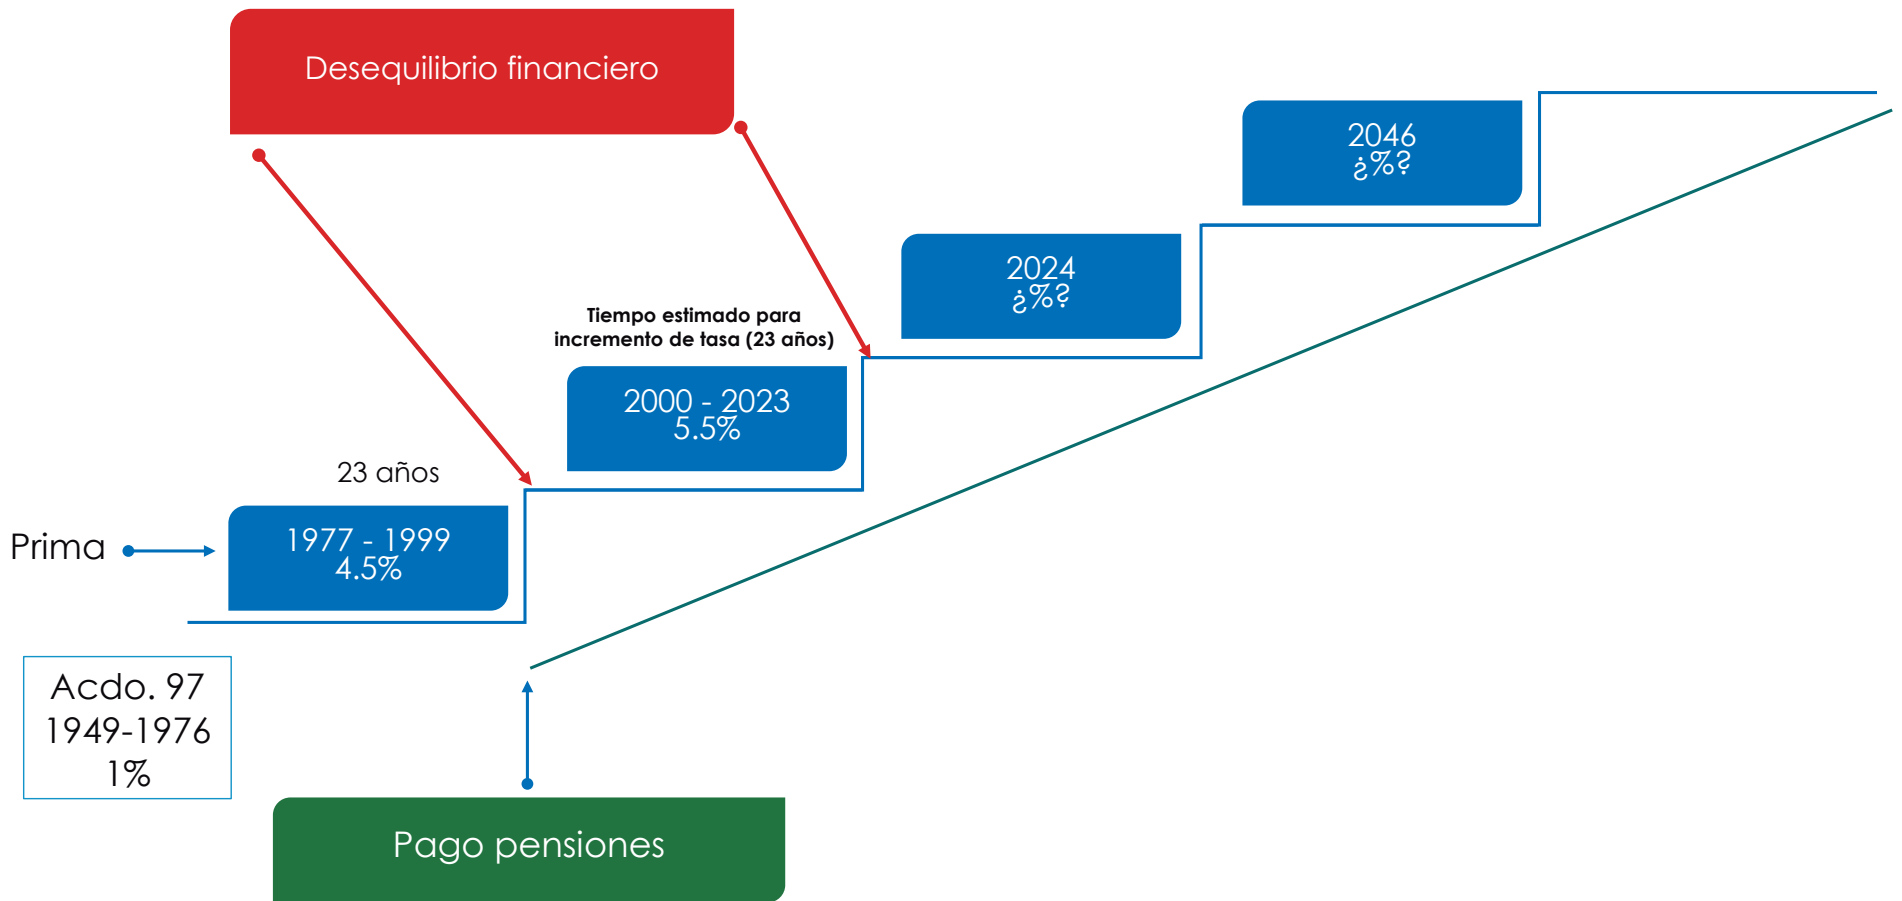 Desequilibrio financiero
2046
¿%?
2024
¿%?
Tiempo estimado para
incremento de tasa (23 años)
2000 - 2023
5.5%
23 años
Prima
1977 - 1999
4.5%
Acdo. 97
1949-1976
1%
Pago pensiones